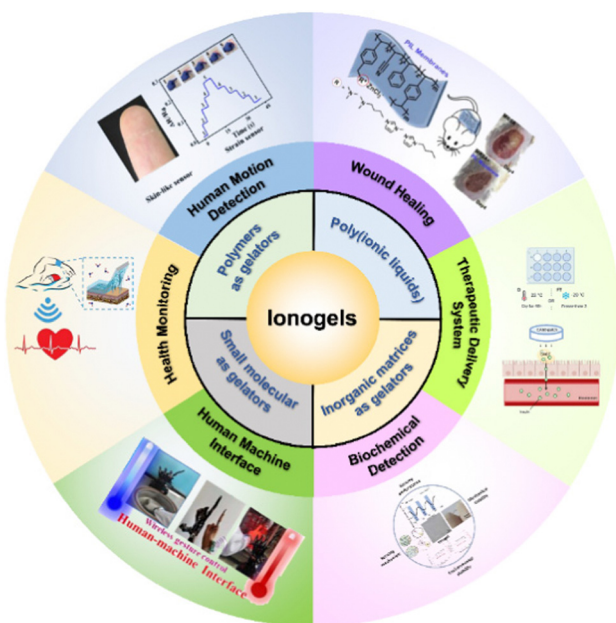 Ionogels
Polymers
as gelators
Poly(ionic liquids)
Inorganic matrices
as gelators
Small molecular
as gelators
Human Motion
Detection
Wound Healing
Therapeutic Delivery
System
Biochemical
Detection
Human Machine
Interface
Health Monitoring
Skin-like sensor
Time (s)
Strain sensor
PIL Membranes
Wireless gesture control
Human-machine Interface